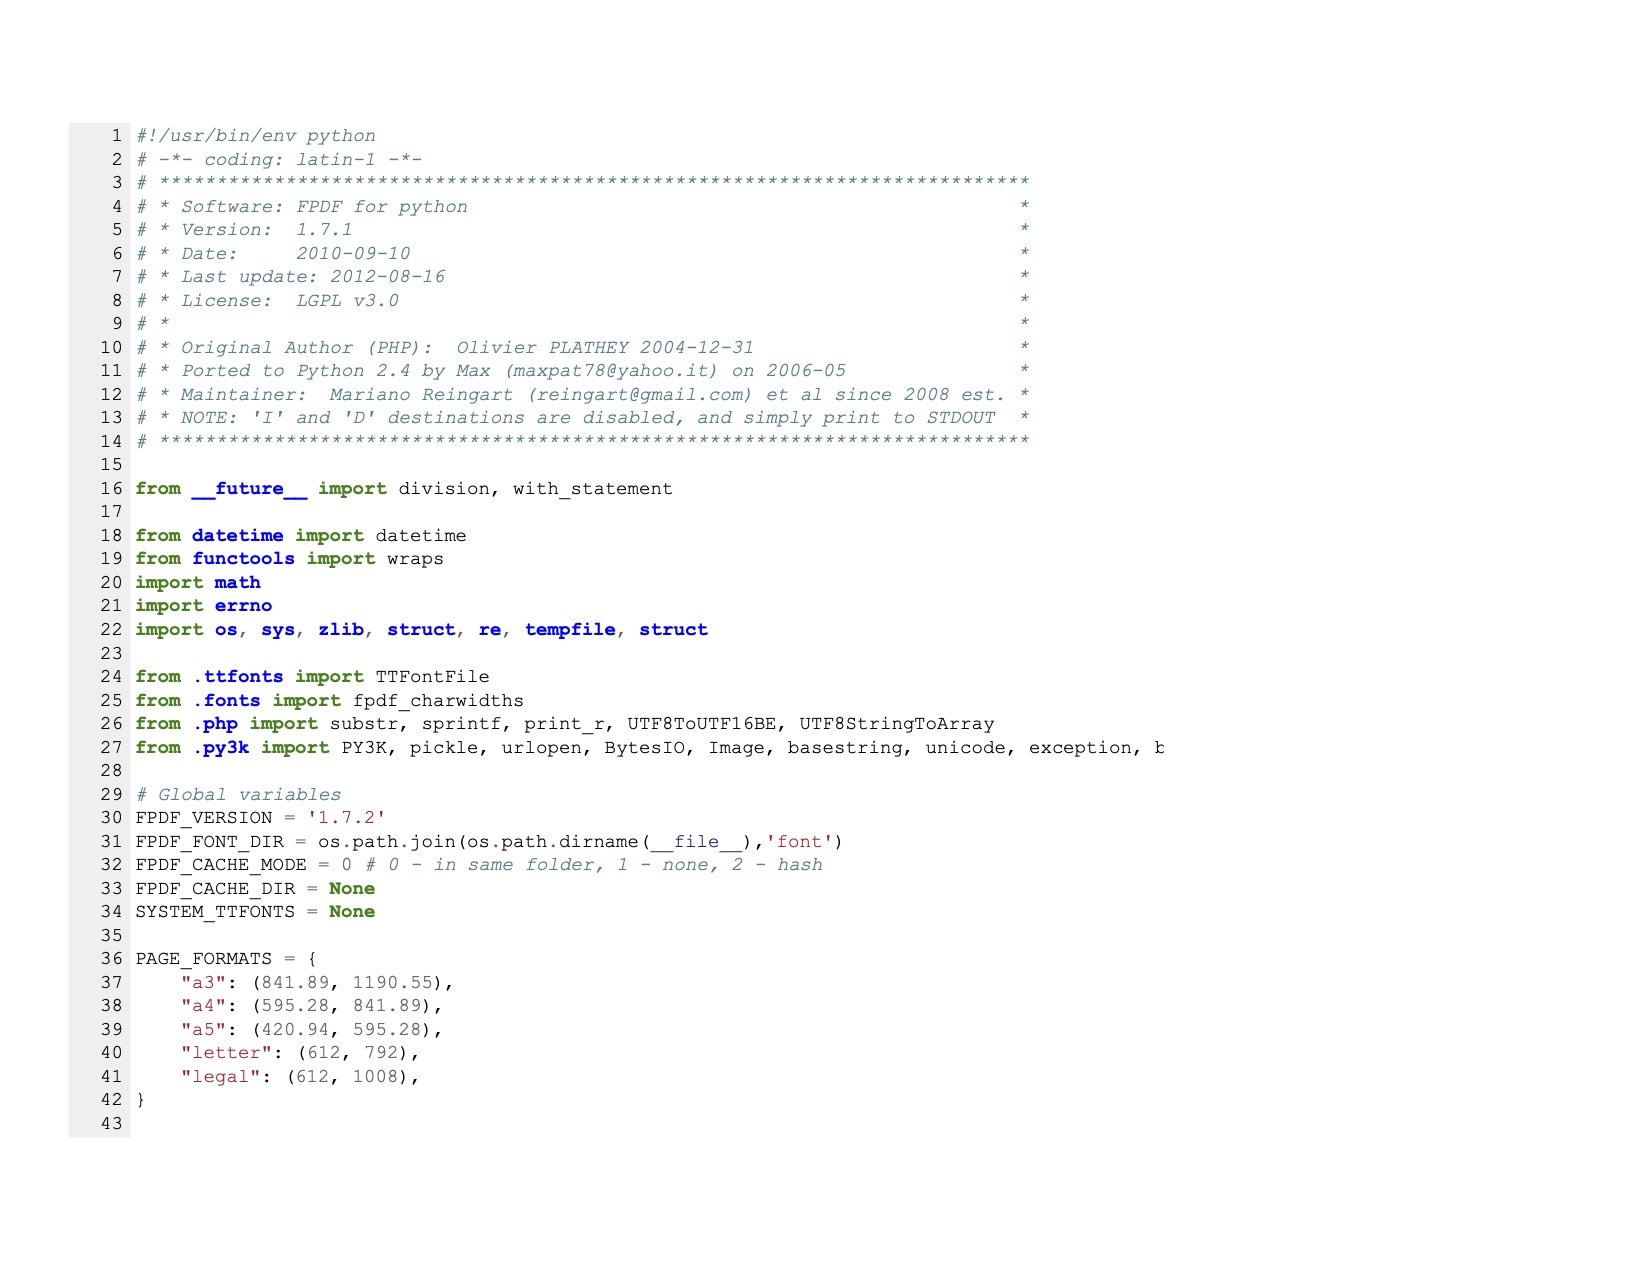 1 #!/usr/bin/env python
2 # -*- coding: latin-1 -*-
3 # ****************************************************************************
4 # * Software: FPDF for python                                                *
5 # * Version:  1.7.1                                                          *
6 # * Date:     2010-09-10                                                     *
7 # * Last update: 2012-08-16                                                  *
8 # * License:  LGPL v3.0                                                      *
9 # *                                                                          *
10 # * Original Author (PHP):  Olivier PLATHEY 2004-12-31                       *
11 # * Ported to Python 2.4 by Max (maxpat78@yahoo.it) on 2006-05               *
12 # * Maintainer:  Mariano Reingart (reingart@gmail.com) et al since 2008 est. *
13 # * NOTE: 'I' and 'D' destinations are disabled, and simply print to STDOUT  *
14 # ****************************************************************************
15
16 from __future__ import division, with_statement
17
18 from datetime import datetime
19 from functools import wraps
20 import math
21 import errno
22 import os, sys, zlib, struct, re, tempfile, struct
23
24 from .ttfonts import TTFontFile
25 from .fonts import fpdf_charwidths
26 from .php import substr, sprintf, print_r, UTF8ToUTF16BE, UTF8StringToArray
27 from .py3k import PY3K, pickle, urlopen, BytesIO, Image, basestring, unicode, exception, b
28
29 # Global variables
30 FPDF_VERSION = '1.7.2'
31 FPDF_FONT_DIR = os.path.join(os.path.dirname(__file__),'font')
32 FPDF_CACHE_MODE = 0 # 0 - in same folder, 1 - none, 2 - hash
33 FPDF_CACHE_DIR = None
34 SYSTEM_TTFONTS = None
35
36 PAGE_FORMATS = {
37     "a3": (841.89, 1190.55),
38     "a4": (595.28, 841.89),
39     "a5": (420.94, 595.28),
40     "letter": (612, 792),
41     "legal": (612, 1008),
42 }
43